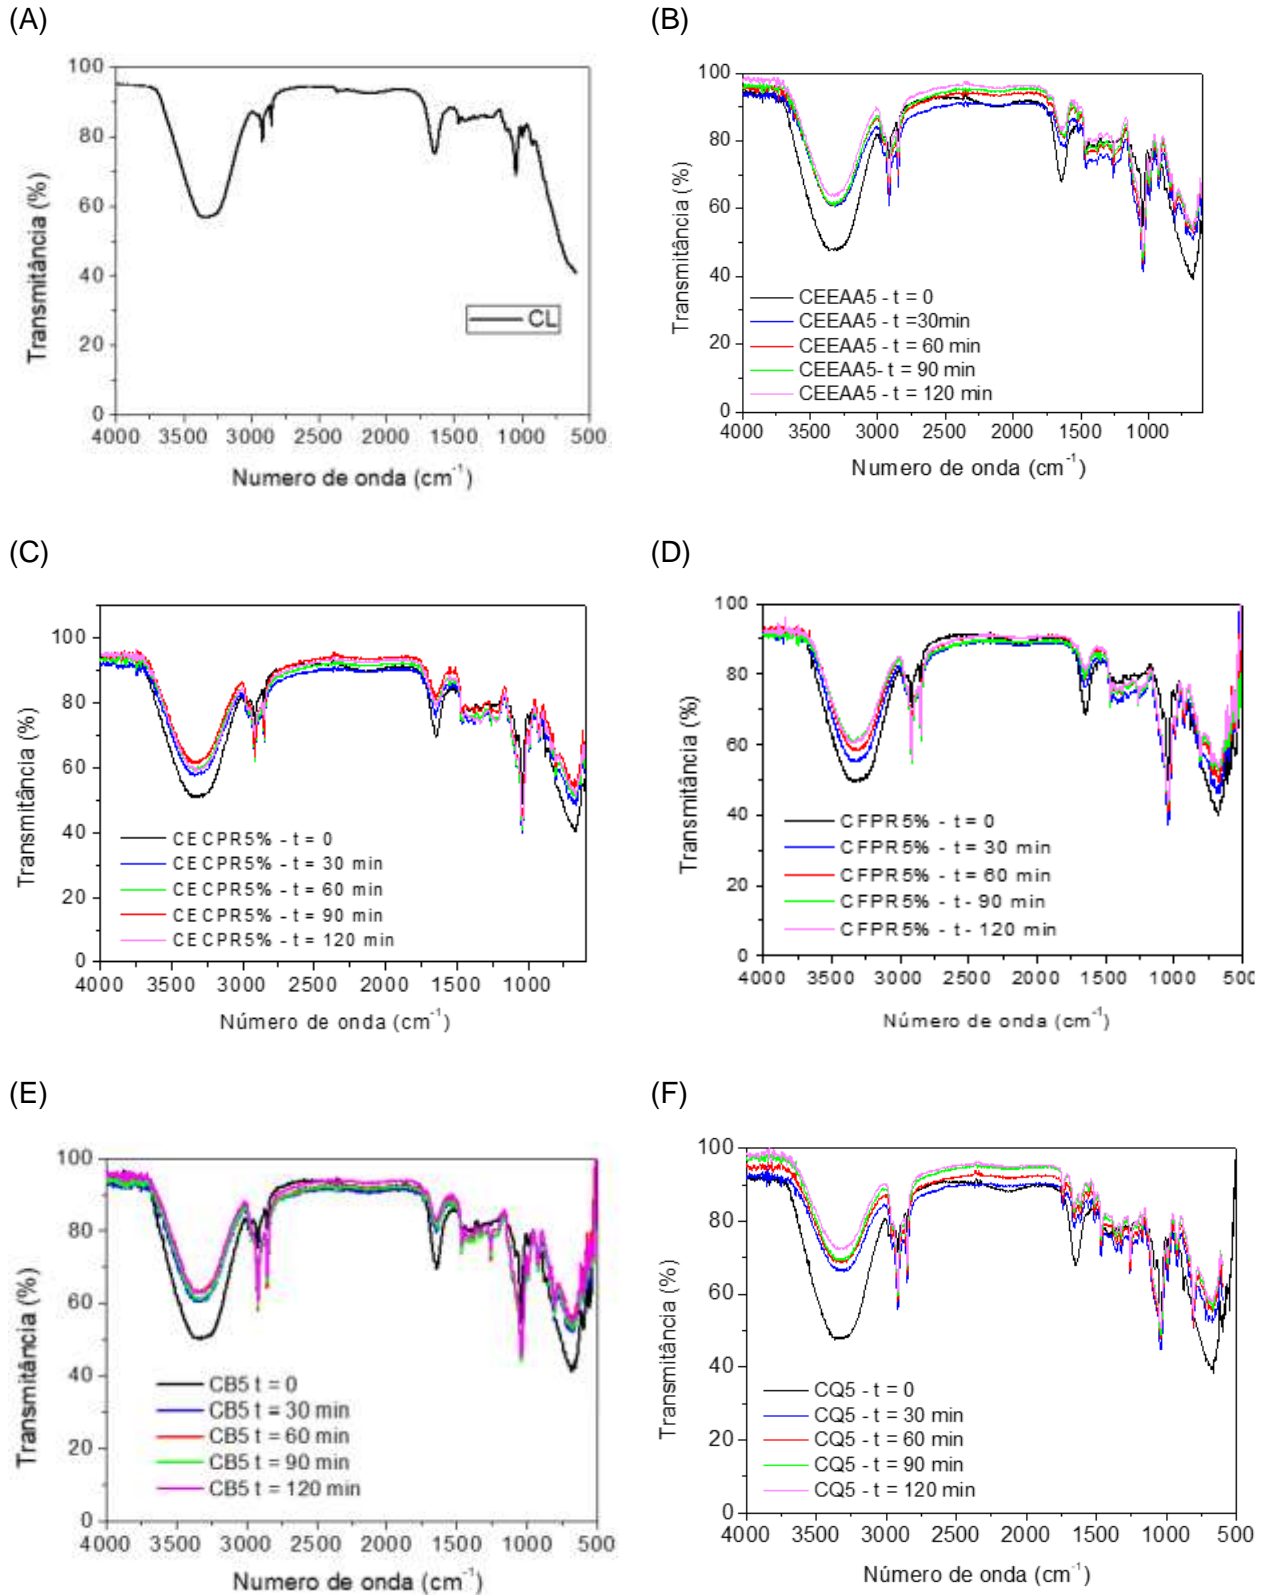 (A)
100
80
60
40
20
0
Transmitância (%)
CL
4000 3500 3000 2500 2000 1500 1000 500
Numero de onda (cm-1)
(B)
100
80
60
40
20
0
Transmitância (%)
CEEAA5 - t = 0
CEEAA5 - t =30min
CEEAA5 - t = 60 min
CEEAA5- t = 90 min
CEEAA5 - t = 120 min
4000 3500 3000 2500 2000 1500 1000
Numero de onda (cm-1)
(C)
100
80
60
40
20
0
Transmitância (%)
CECPR5% - t = 0
CECPR5% - t = 30 min
CECPR5% - t = 60 min
CECPR5% - t = 90 min
CECPR5% - t = 120 min
4000 3500 3000 2500 2000 1500 1000
Número de onda (cm-1)
(D)
100
80
60
40
20
0
Transmitância (%)
CFPR5% - t = 0
CFPR5% - t = 30 min
CFPR5% - t = 60 min
CFPR5% - t - 90 min
CFPR5% - t - 120 min
4000 3500 3000 2500 2000 1500 1000 500
Número de onda (cm-1)
(E)
100
80
60
40
20
0
Transmitância (%)
CB5 t = 0
CB5 t = 30 min
CB5 t = 60 min
CB5 t = 90 min
CB5 t = 120 min
4000 3500 3000 2500 2000 1500 1000 500
Numero de onda (cm-1)
(F)
100
80
60
40
20
0
Transmitância (%)
CQ5 - t = 0
CQ5 - t = 30 min
CQ5 - t = 60 min
CQ5 - t = 90 min
CQ5 - t = 120 min
4000 3500 3000 2500 2000 1500 1000 500
Número de onda (cm-1)